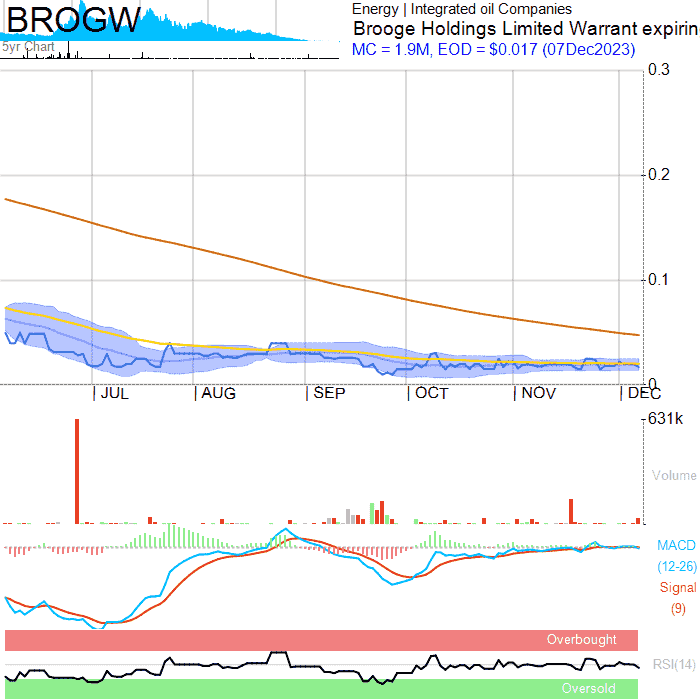 BROGW
5yr Chart
Energy | Integrated oil Companies
Brooge Holdings Limited Warrant expirin
MC = 1.9M, EOD = $0.017 (07Dec2023)
0.3
0.2
0.1
0
| JUL | AUG | SEP | OCT | NOV | DEC
631k
Volume
MACD
(12-26)
Signal
(9)
Overbought
RSI(14)
Oversold